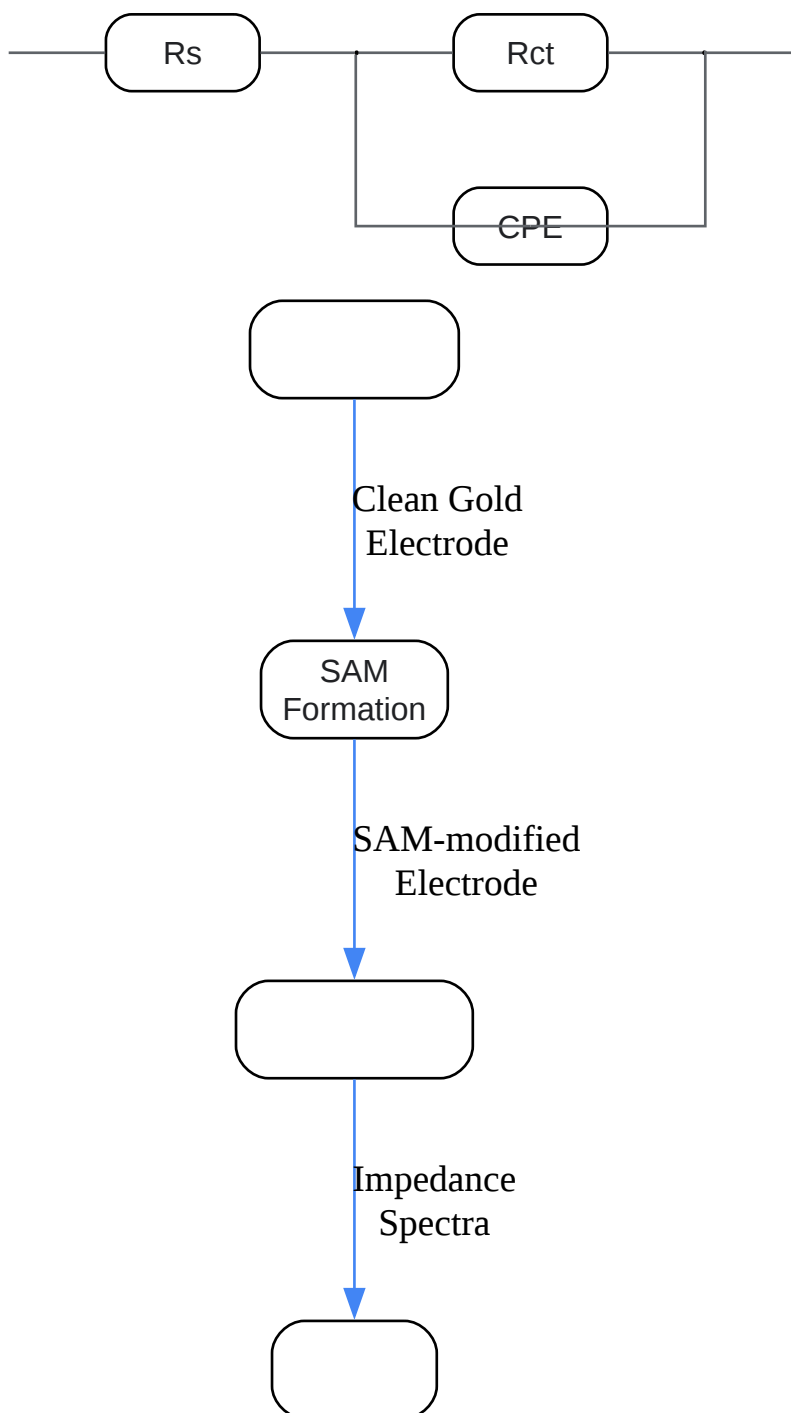 Rs
Rct
CPE
Clean Gold
Electrode
SAM
Formation
SAM-modified
Electrode
Impedance
Spectra